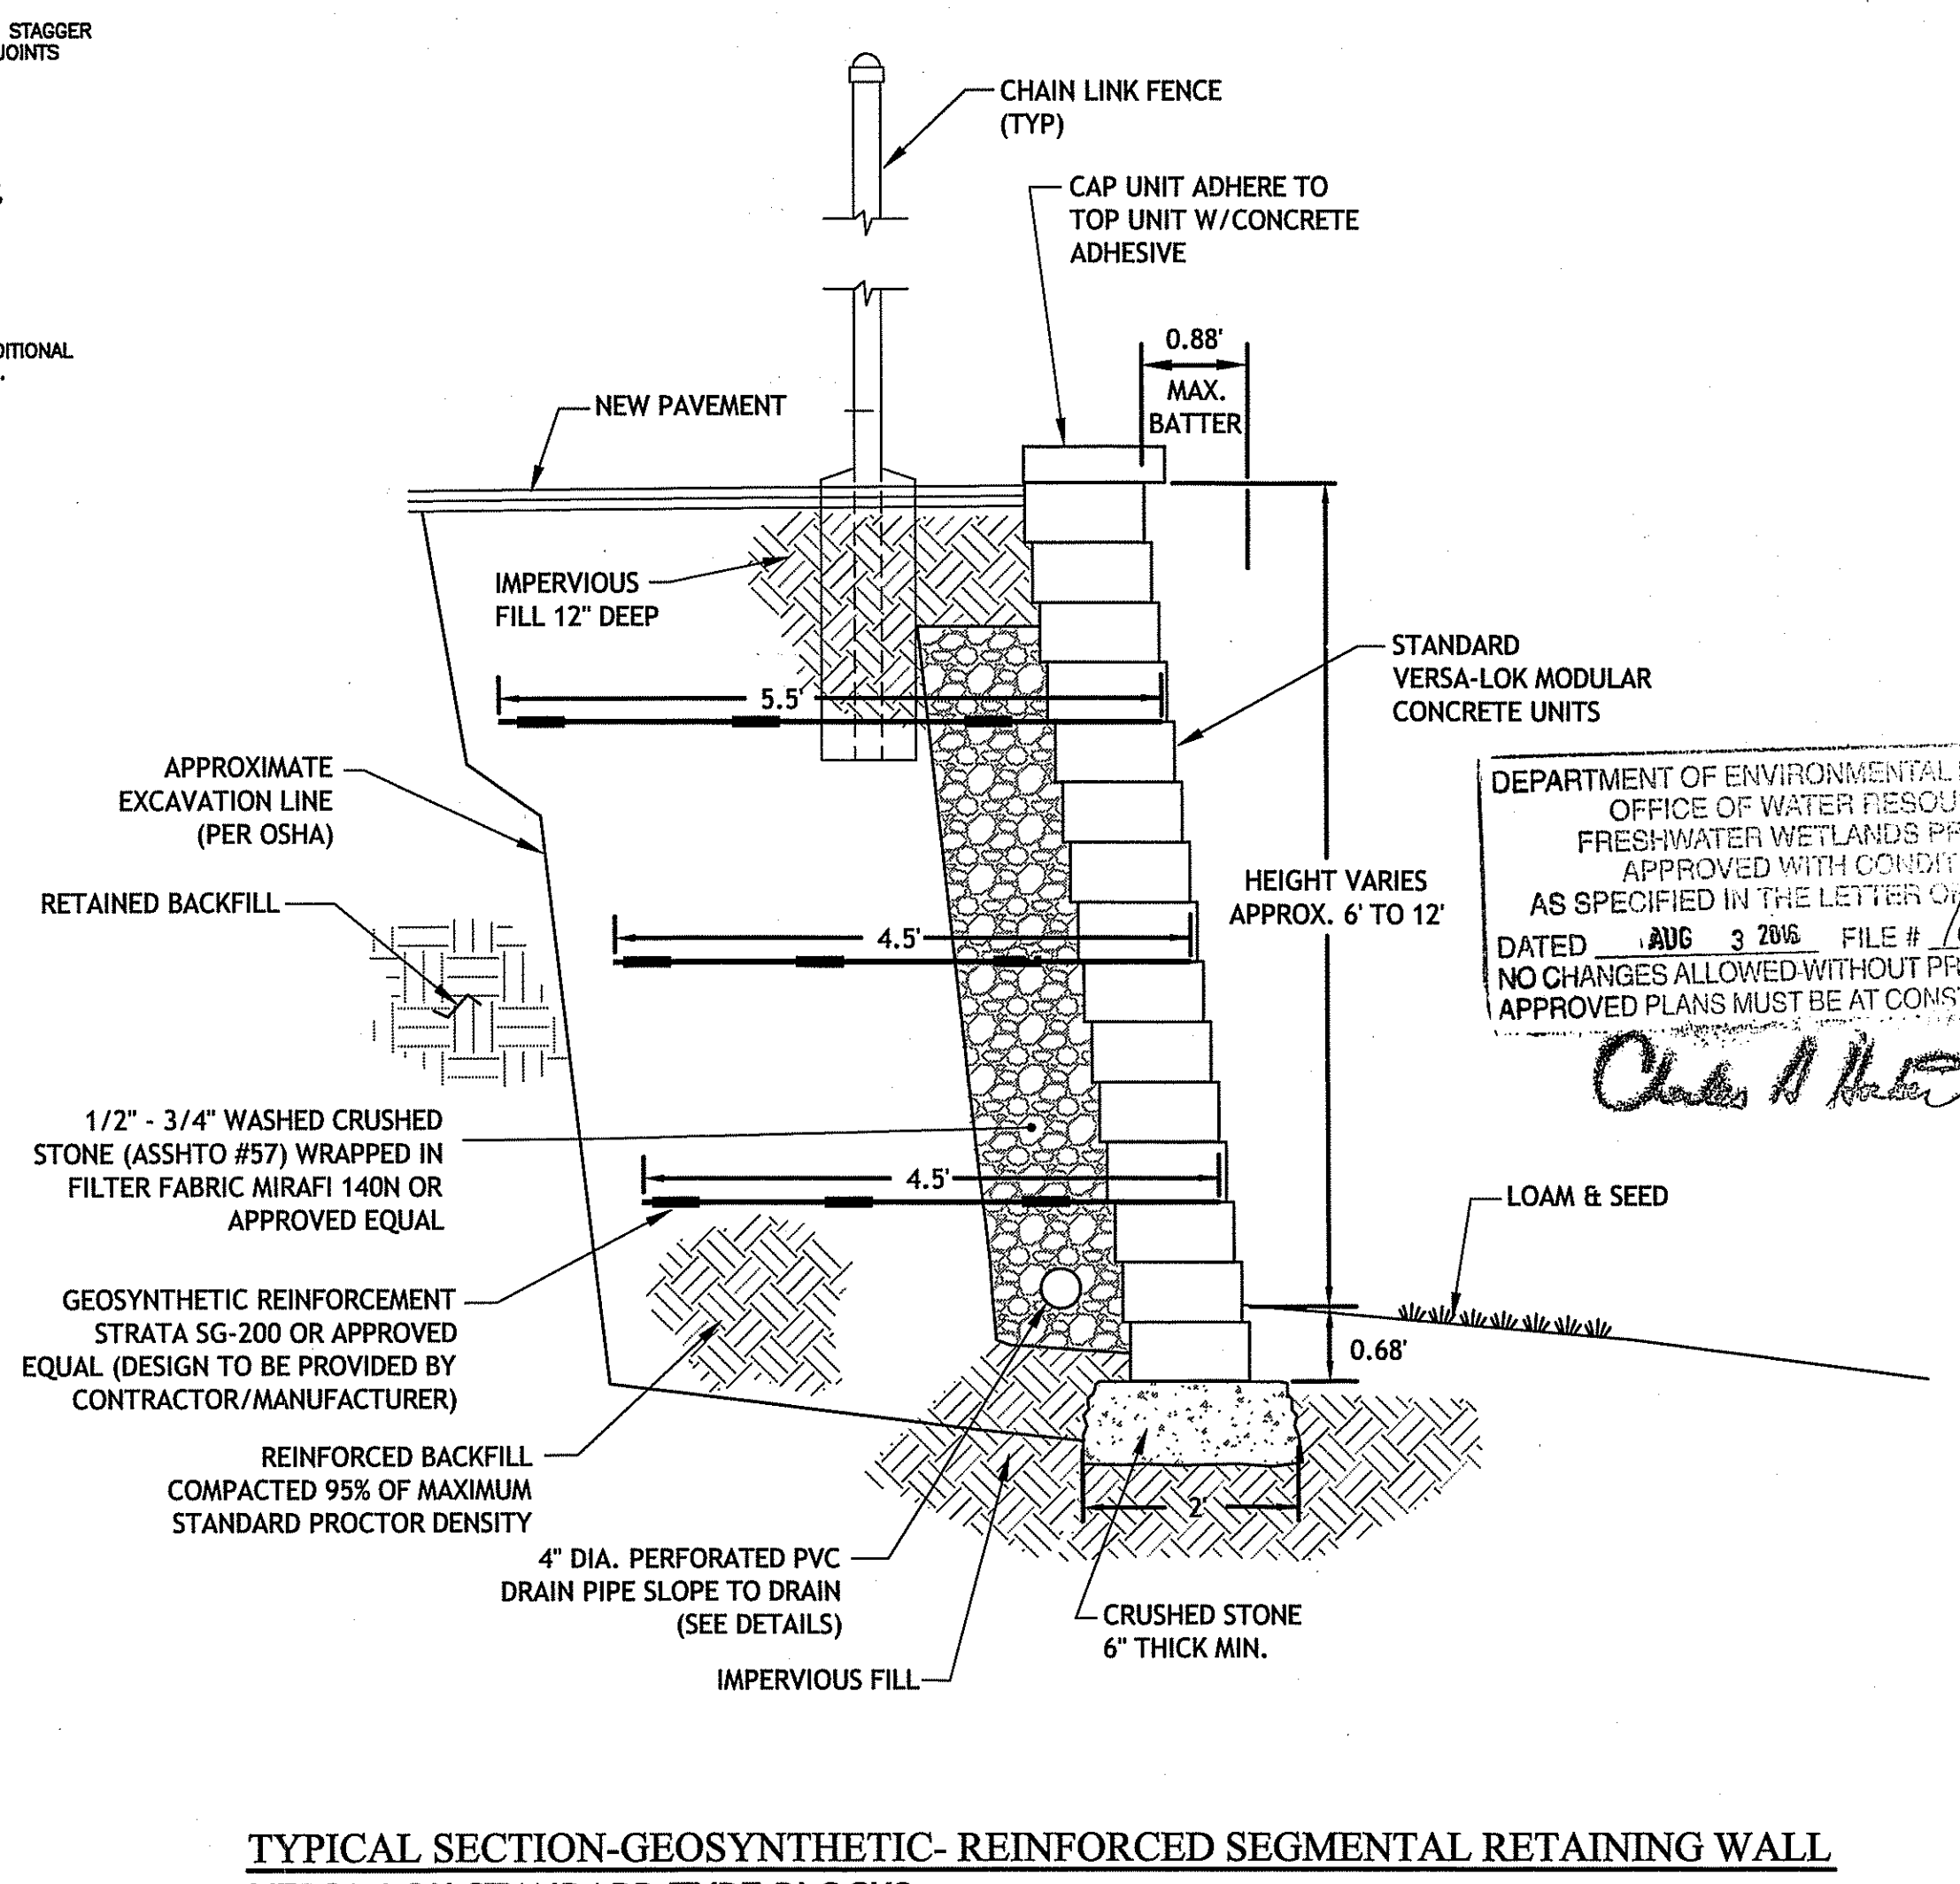 STAGGER
JOINTS
DITIONAL
CHAIN LINK FENCE
(TYP)
CAP UNIT ADHERE TO
TOP UNIT W/CONCRETE
ADHESIVE
0.88'
MAX.
BATTER
NEW PAVEMENT
IMPERVIOUS
FILL 12" DEEP
5.5'
STANDARD
VERSA-LOK MODULAR
CONCRETE UNITS
APPROXIMATE
EXCAVATION LINE
(PER OSHA)
DEPARTMENT OF ENVIRONMENTAL
OFFICE OF WATER RESOU
FRESHWATER WETLANDS PR
APPROVED WITH CONDIT
AS SPECIFIED IN THE LETTER O
DATED AUG 3 2016 FILE #
NO CHANGES ALLOWED WITHOUT PR
APPROVED PLANS MUST BE AT CONS
RETAINED BACKFILL
4.5'
HEIGHT VARIES
APPROX. 6' TO 12'
1/2" - 3/4" WASHED CRUSHED
STONE (ASSHTO #57) WRAPPED IN
FILTER FABRIC MIRAFI 140N OR
APPROVED EQUAL
4.5'
LOAM & SEED
GEOSYNTHETIC REINFORCEMENT
STRATA SG-200 OR APPROVED
EQUAL (DESIGN TO BE PROVIDED BY
CONTRACTOR/MANUFACTURER)
0.68'
REINFORCED BACKFILL
COMPACTED 95% OF MAXIMUM
STANDARD PROCTOR DENSITY
2'
4" DIA. PERFORATED PVC
DRAIN PIPE SLOPE TO DRAIN
(SEE DETAILS)
CRUSHED STONE
6" THICK MIN.
IMPERVIOUS FILL
TYPICAL SECTION-GEOSYNTHETIC- REINFORCED SEGMENTAL RETAINING WALL